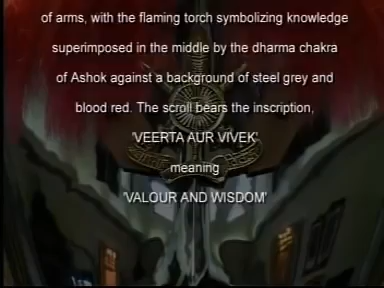 of arms, with the flaming torch symbolizing knowledge
superimposed in the middle by the dharma chakra
of Ashok against a background of steel grey and
blood red. The scroll bears the inscription,
'VEERTA AUR VIVEK'
meaning
'VALOUR AND WISDOM'